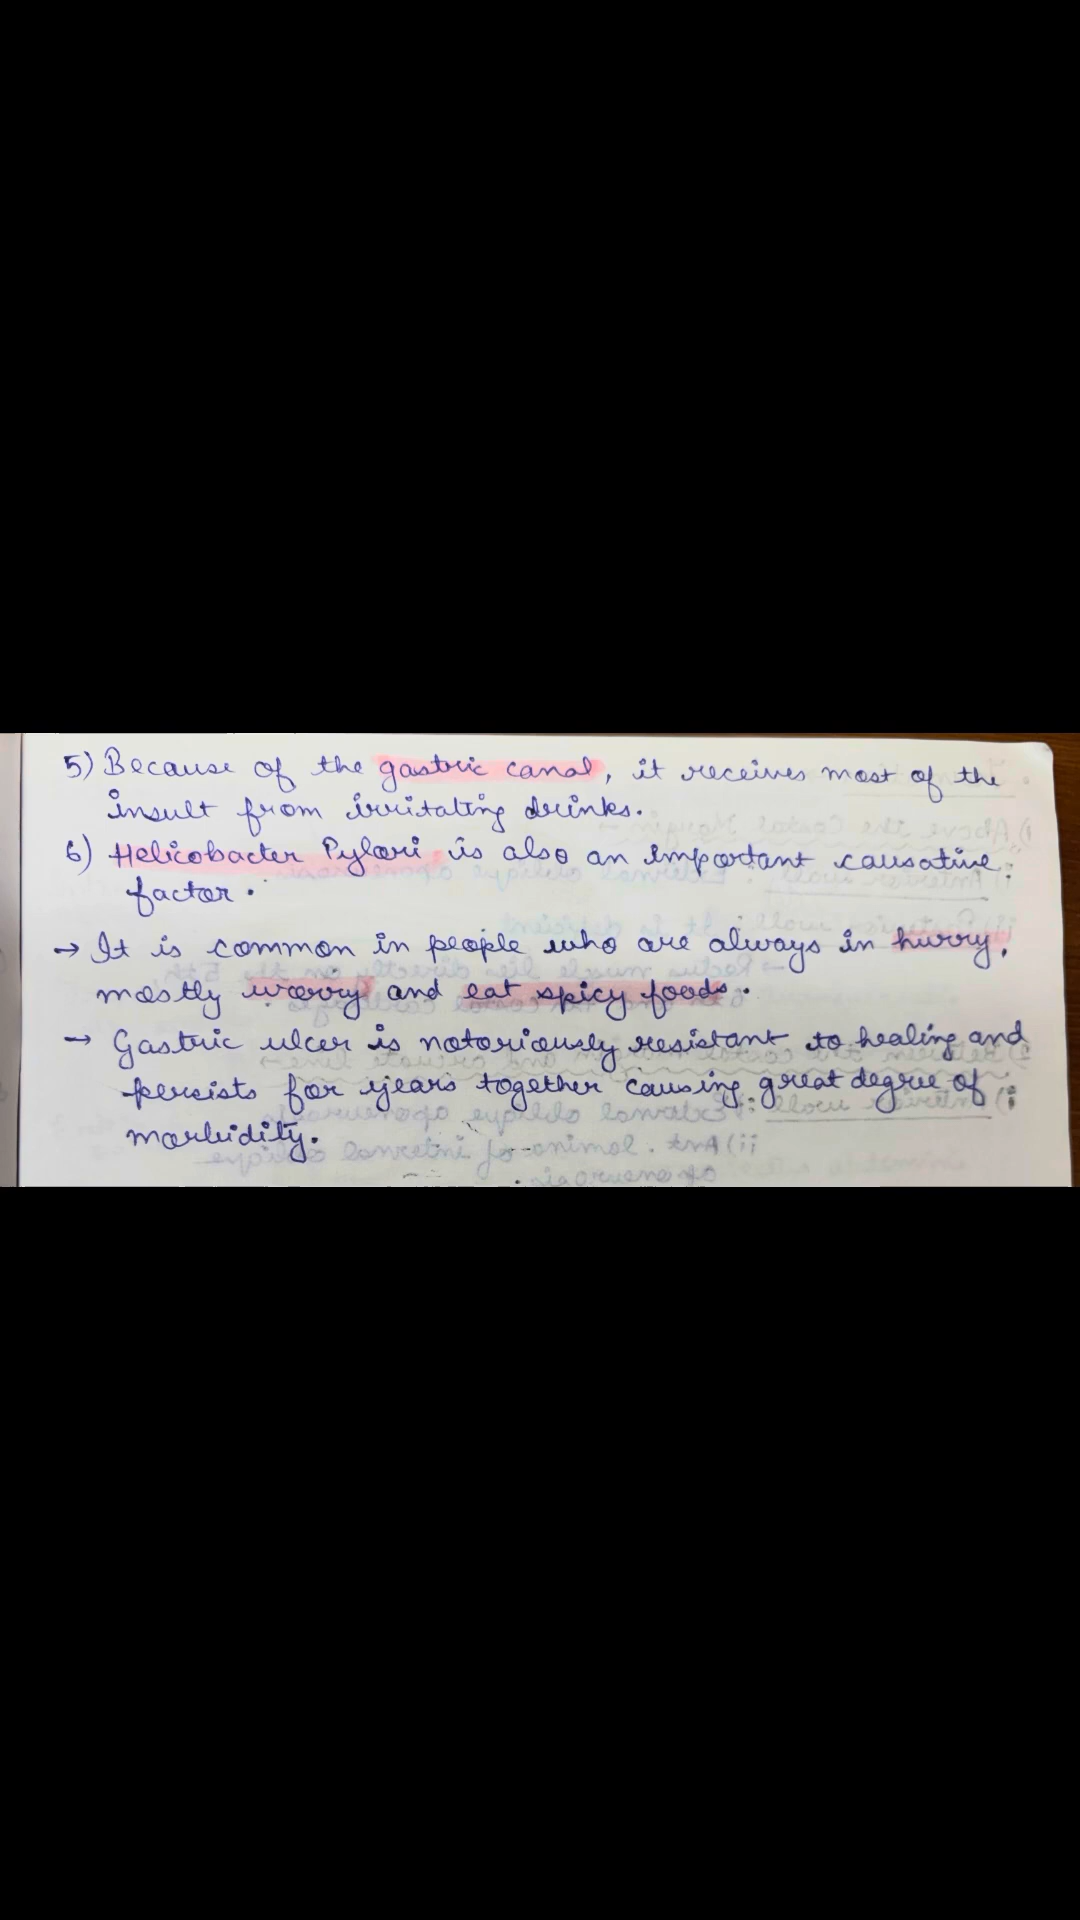 5) Because of the gastric canal, it receives most of the
insult from irritating drinks.
6) Helicobacter Pylori is also an important causative
factor.
→ It is common in people who are always in hurry,
mostly worry and eat spicy foods.
→ Gastric ulcer is notoriously resistant to healing and
persists for years together causing great degree of
morbidity.